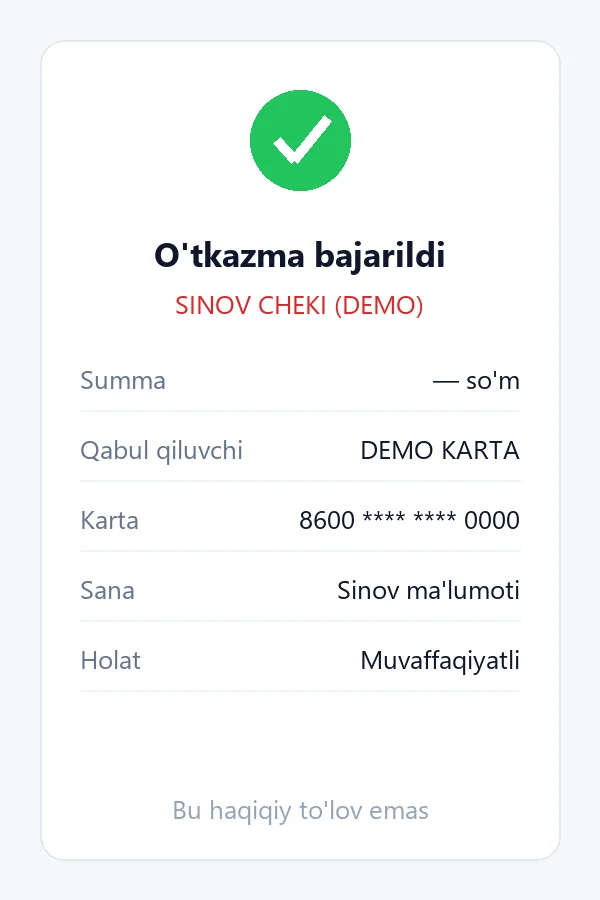 O'tkazma bajarildi
SINOV CHEKI (DEMO)
Summa — so'm
Qabul qiluvchi DEMO KARTA
Karta 8600 **** **** 0000
Sana Sinov ma'lumoti
Holat Muvaffaqiyatli
Bu haqiqiy to'lov emas